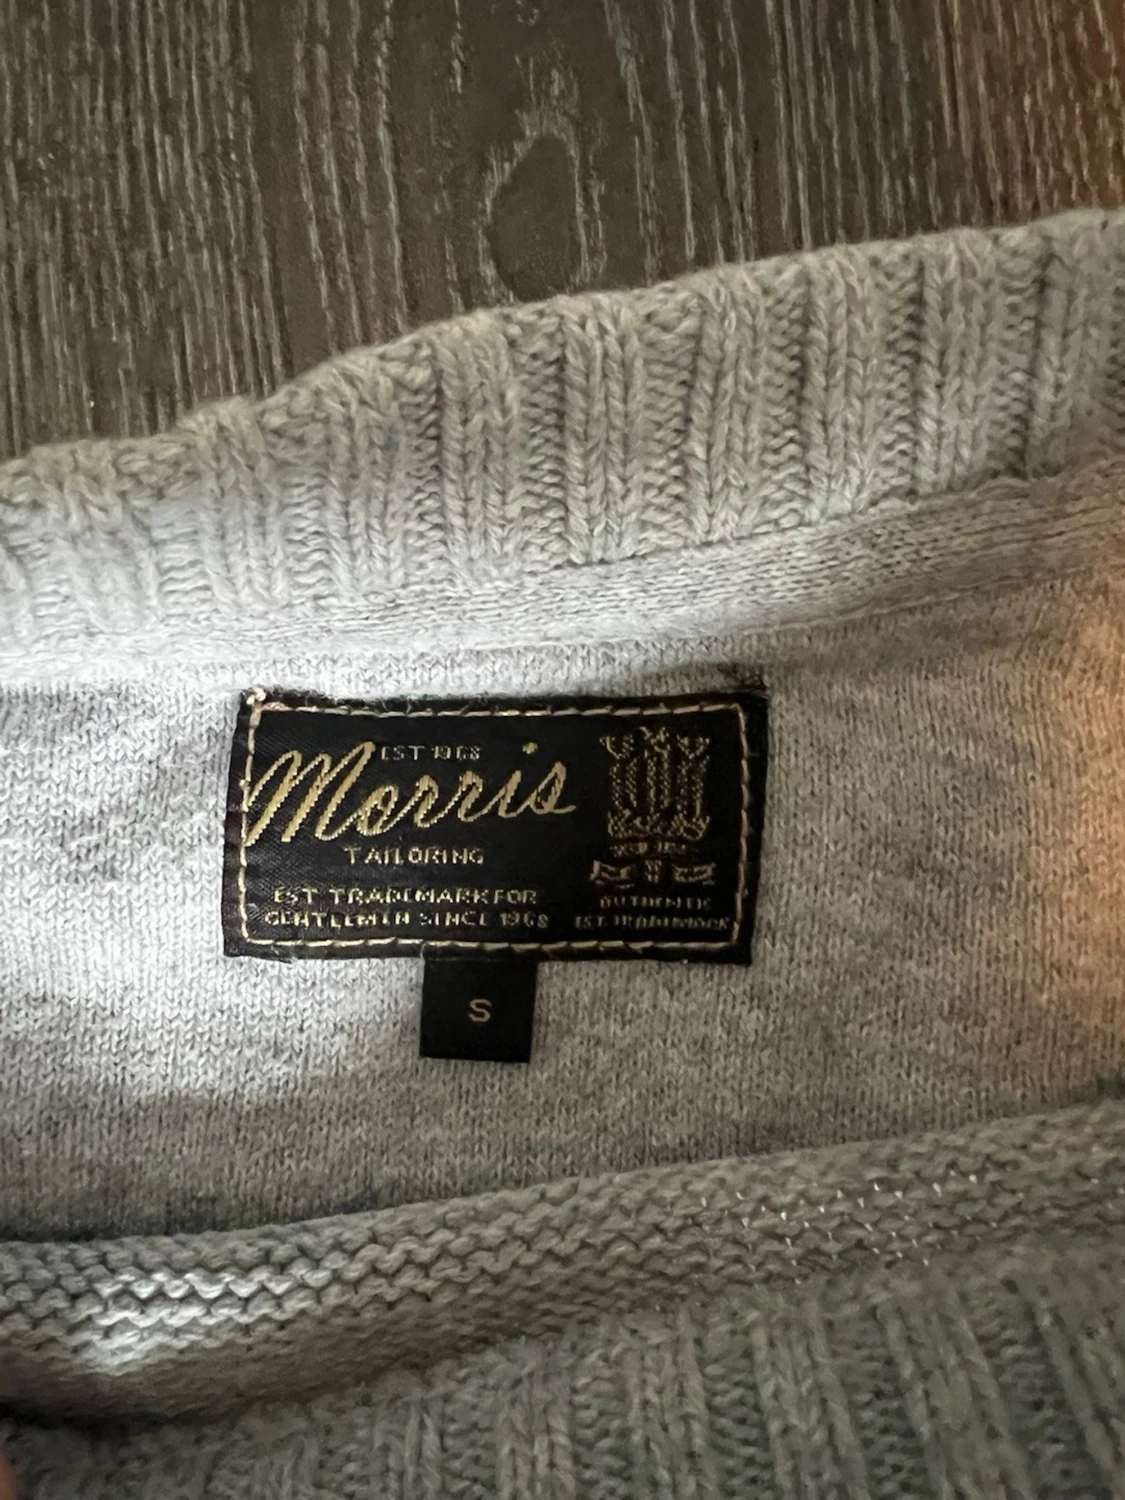 EST 1968
Morris
TAILORING
EST TRADEMARK FOR
GENTLEMEN SINCE 1968
AUTHENTIC
S